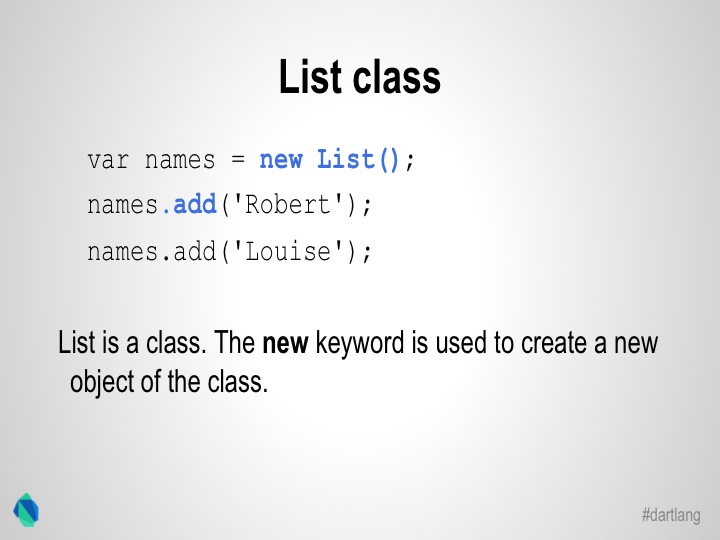 List class
var names = new List();
names.add('Robert');
names.add('Louise');
List is a class. The new keyword is used to create a new
object of the class.
#dartlang